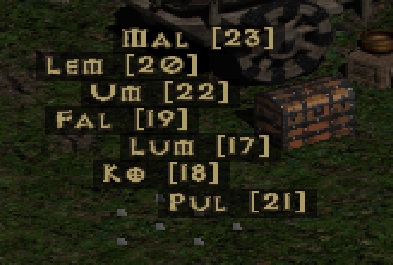 Mal [23]
Lem [20]
Um [22]
Fal [19]
Lum [17]
Ko [18]
Pul [21]